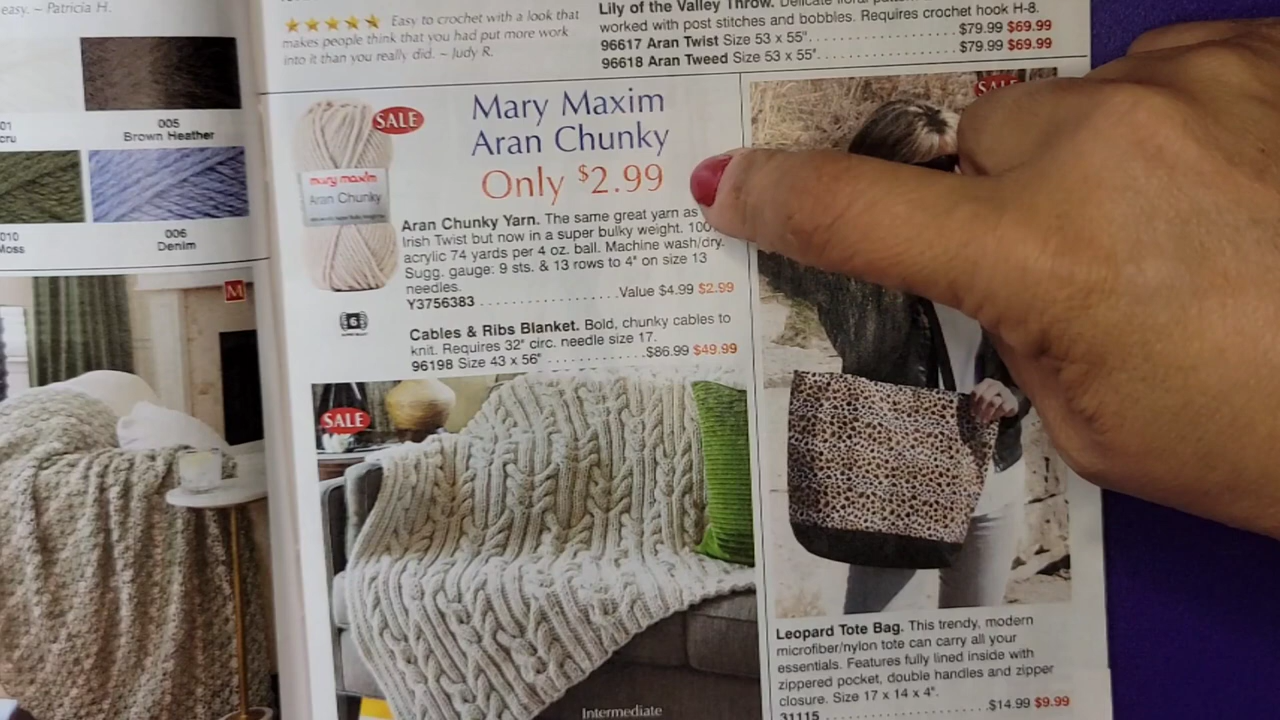 easy. ~ Patricia H.
005
Brown Heather
010
Moss
006
Denim
M
★★★★★ Easy to crochet with a look that
makes people think that you had put more work
into it than you really did. ~ Judy R.
Lily of the Valley Throw. Delicate floral
worked with post stitches and bobbles. Requires crochet hook H-8.
96617 Aran Twist Size 53 x 55". . . . . . . . . . . . . . . . . . . . $79.99 $69.99
96618 Aran Tweed Size 53 x 55". . . . . . . . . . . . . . . . . . . $79.99 $69.99
SALE
mary maxim
Aran Chunky
Mary Maxim
Aran Chunky
Only $2.99
Aran Chunky Yarn. The same great yarn as
Irish Twist but now in a super bulky weight. 100
acrylic 74 yards per 4 oz. ball. Machine wash/dry.
Sugg. gauge: 9 sts. & 13 rows to 4" on size 13
needles.
Y3756383 . . . . . . . . . . . . . . . . . . .Value $4.99 $2.99
6
Cables & Ribs Blanket. Bold, chunky cables to
knit. Requires 32" circ. needle size 17.
96198 Size 43 x 56" . . . . . . . . . . . . .$86.99 $49.99
SALE
Intermediate
SALE
Leopard Tote Bag. This trendy, modern
microfiber/nylon tote can carry all your
essentials. Features fully lined inside with
zippered pocket, double handles and zipper
closure. Size 17 x 14 x 4".
31115 . . . . . . . . . . . . . . . . . . . . . . . .$14.99 $9.99